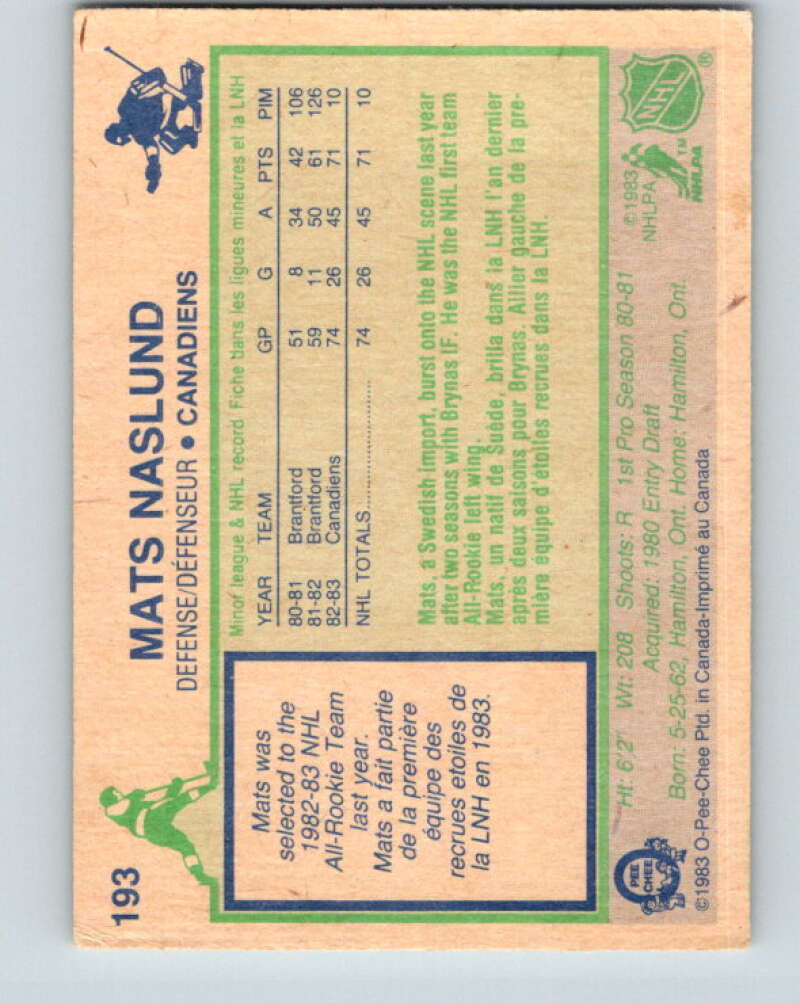 193
MATS NASLUND
DEFENSE/DÉFENSEUR • CANADIENS
Minor league & NHL record Fiche dans les ligues mineures et la LNH
YEAR TEAM GP G A PTS PIM
80-81 Brantford 51 8 34 42 106
81-82 Brantford 59 11 50 61 126
82-83 Canadiens 74 26 45 71 10
NHL TOTALS 74 26 45 71 10
Mats was
selected to the
1982-83 NHL
All-Rookie Team
last year.
Mats a fait partie
de la première
équipe des
recrues etoiles de
la LNH en 1983.
Mats, a Swedish import, burst onto the NHL scene last year
after two seasons with Brynas IF. He was the NHL first team
All-Rookie left wing.
Mats, un natif de Suède, brilla dans la LNH l'an dernier
après deux saisons pour Brynas. Ailier gauche de la pre-
mière équipe d'étoiles recrues dans la LNH.
Ht: 6'2" Wt: 208 Shoots: R 1st Pro Season 80-81
Acquired: 1980 Entry Draft
Born: 5-25-62, Hamilton, Ont. Home: Hamilton, Ont.
©1983 O-Pee-Chee Ptd. in Canada-Imprimé au Canada
O
PEE
CHEE
©1983
NHLPA
NHLPA
TM
NHL
®